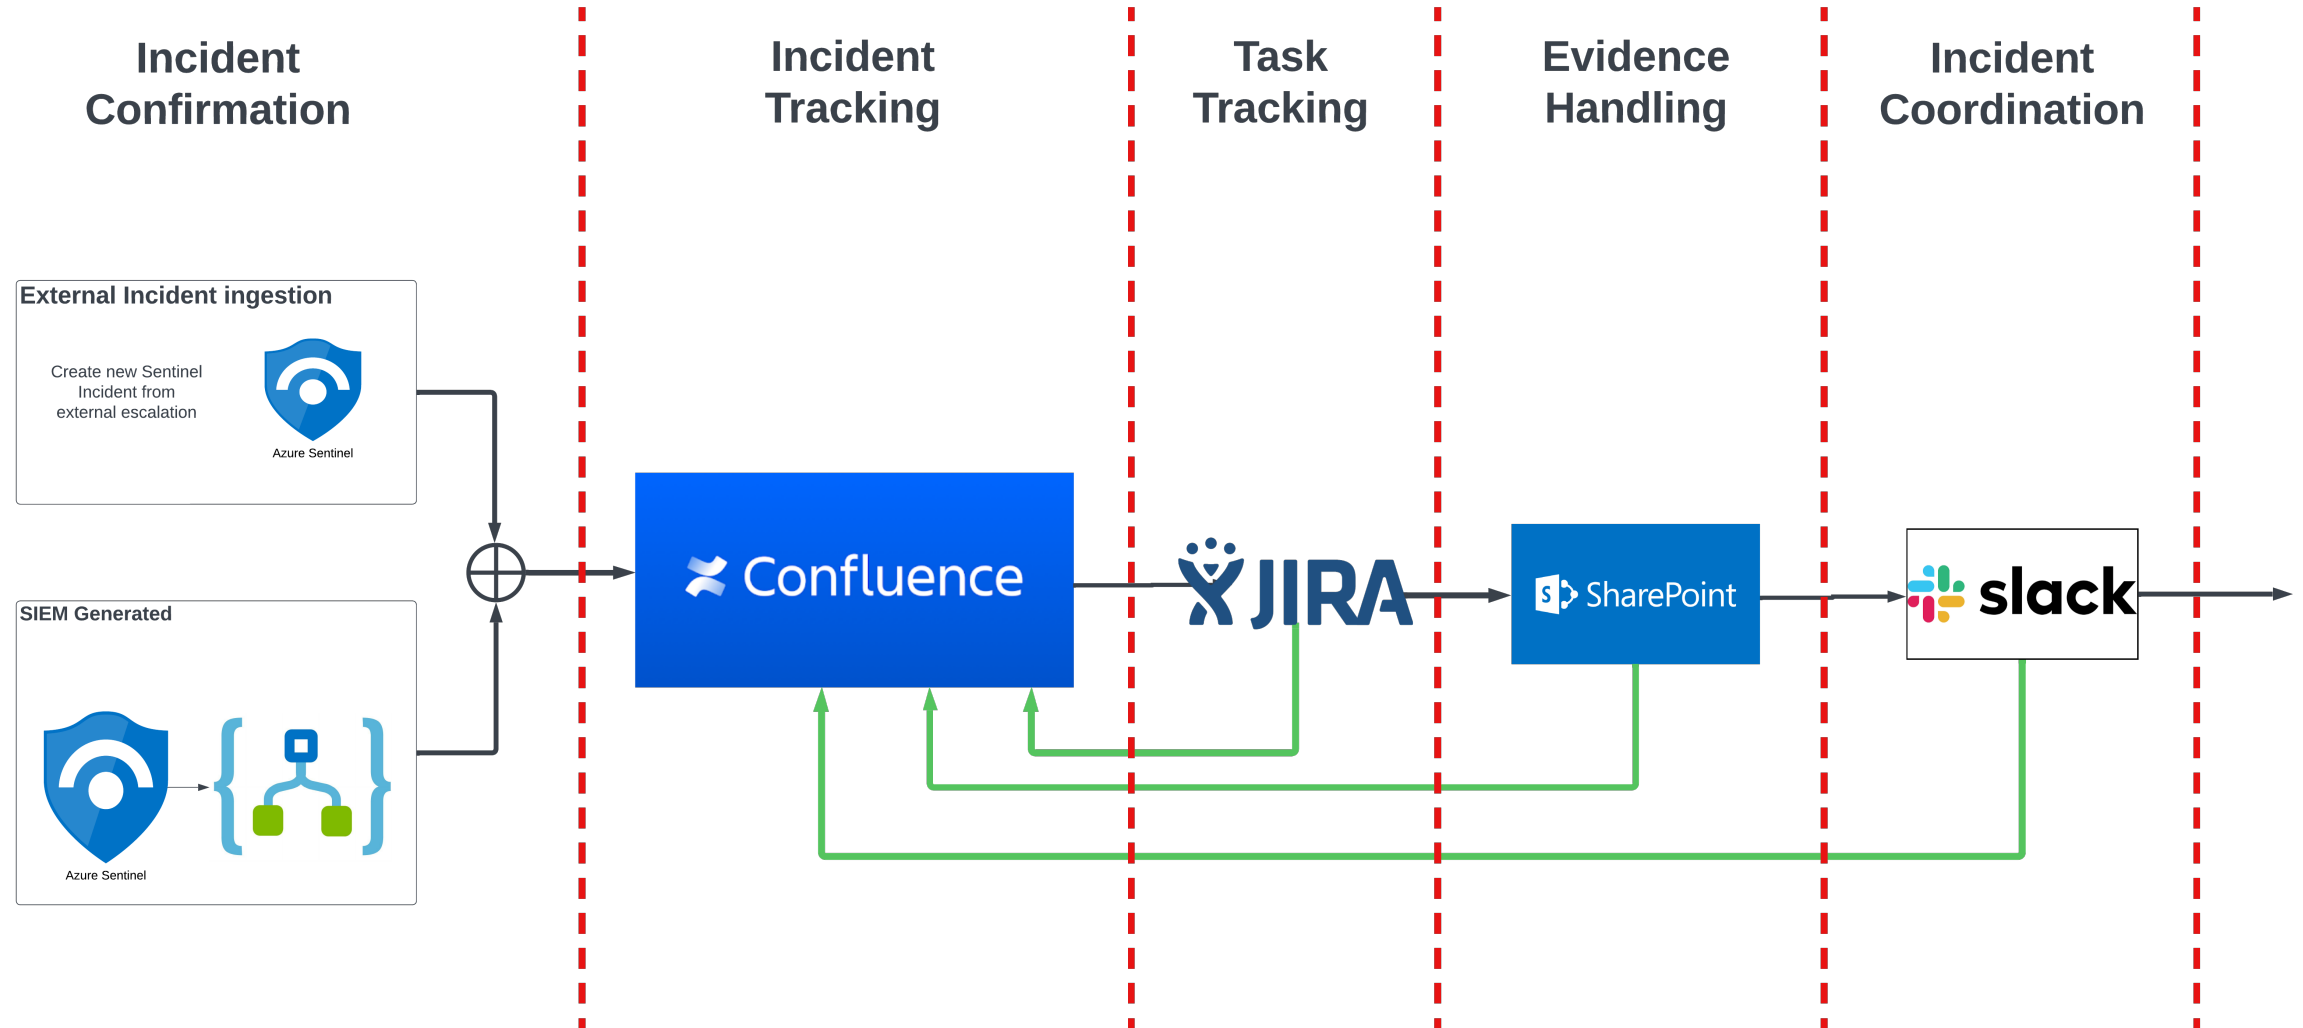 Incident
Confirmation
Incident
Tracking
Task
Tracking
Evidence
Handling
Incident
Coordination
External Incident ingestion
Create new Sentinel
Incident from
external escalation
Azure Sentinel
SIEM Generated
Azure Sentinel
Confluence
JIRA
S
SharePoint
slack